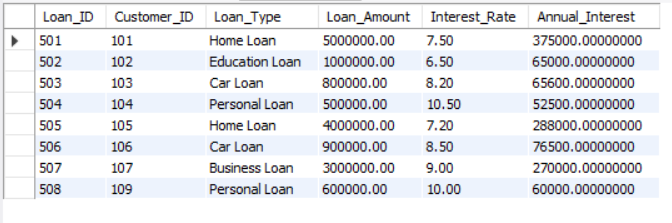 Loan_ID Customer_ID Loan_Type Loan_Amount Interest_Rate Annual_Interest
501 101 Home Loan 5000000.00 7.50 375000.00000000
502 102 Education Loan 1000000.00 6.50 65000.00000000
503 103 Car Loan 800000.00 8.20 65600.00000000
504 104 Personal Loan 500000.00 10.50 52500.00000000
505 105 Home Loan 4000000.00 7.20 288000.00000000
506 106 Car Loan 900000.00 8.50 76500.00000000
507 107 Business Loan 3000000.00 9.00 270000.00000000
508 109 Personal Loan 600000.00 10.00 60000.00000000